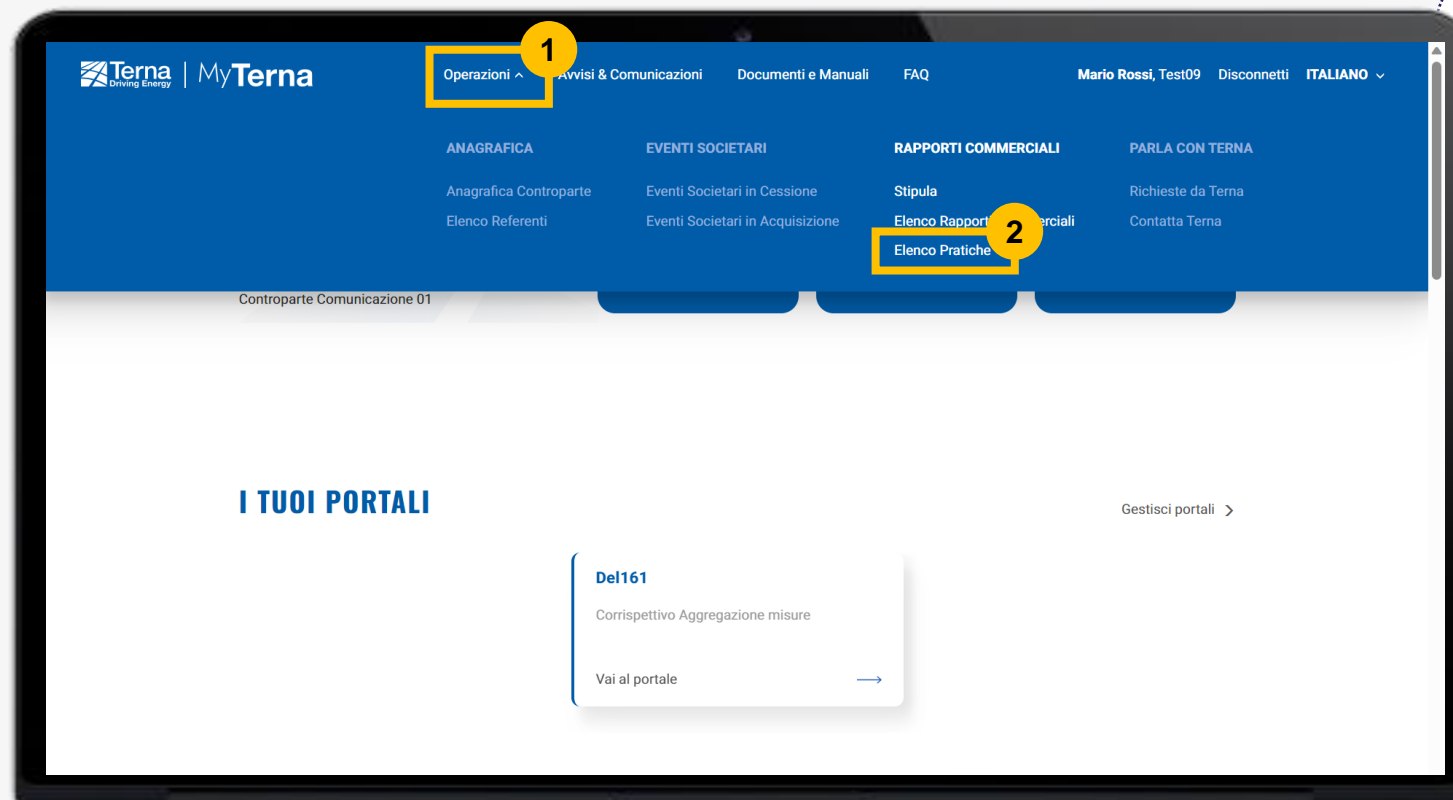 1
Terna
Driving Energy
MyTerna
Operazioni
Avvisi & Comunicazioni
Documenti e Manuali
FAQ
Mario Rossi, Test09
Disconnetti
ITALIANO
ANAGRAFICA
Anagrafica Controparte
Elenco Referenti
EVENTI SOCIETARI
Eventi Societari in Cessione
Eventi Societari in Acquisizione
RAPPORTI COMMERCIALI
Stipula
Elenco
2
Elenco Pratiche
PARLA CON TERNA
Richieste da Terna
Contatta Terna
Controparte Comunicazione 01
I TUOI PORTALI
Gestisci portali
Del161
Corrispettivo Aggregazione misure
Vai al portale